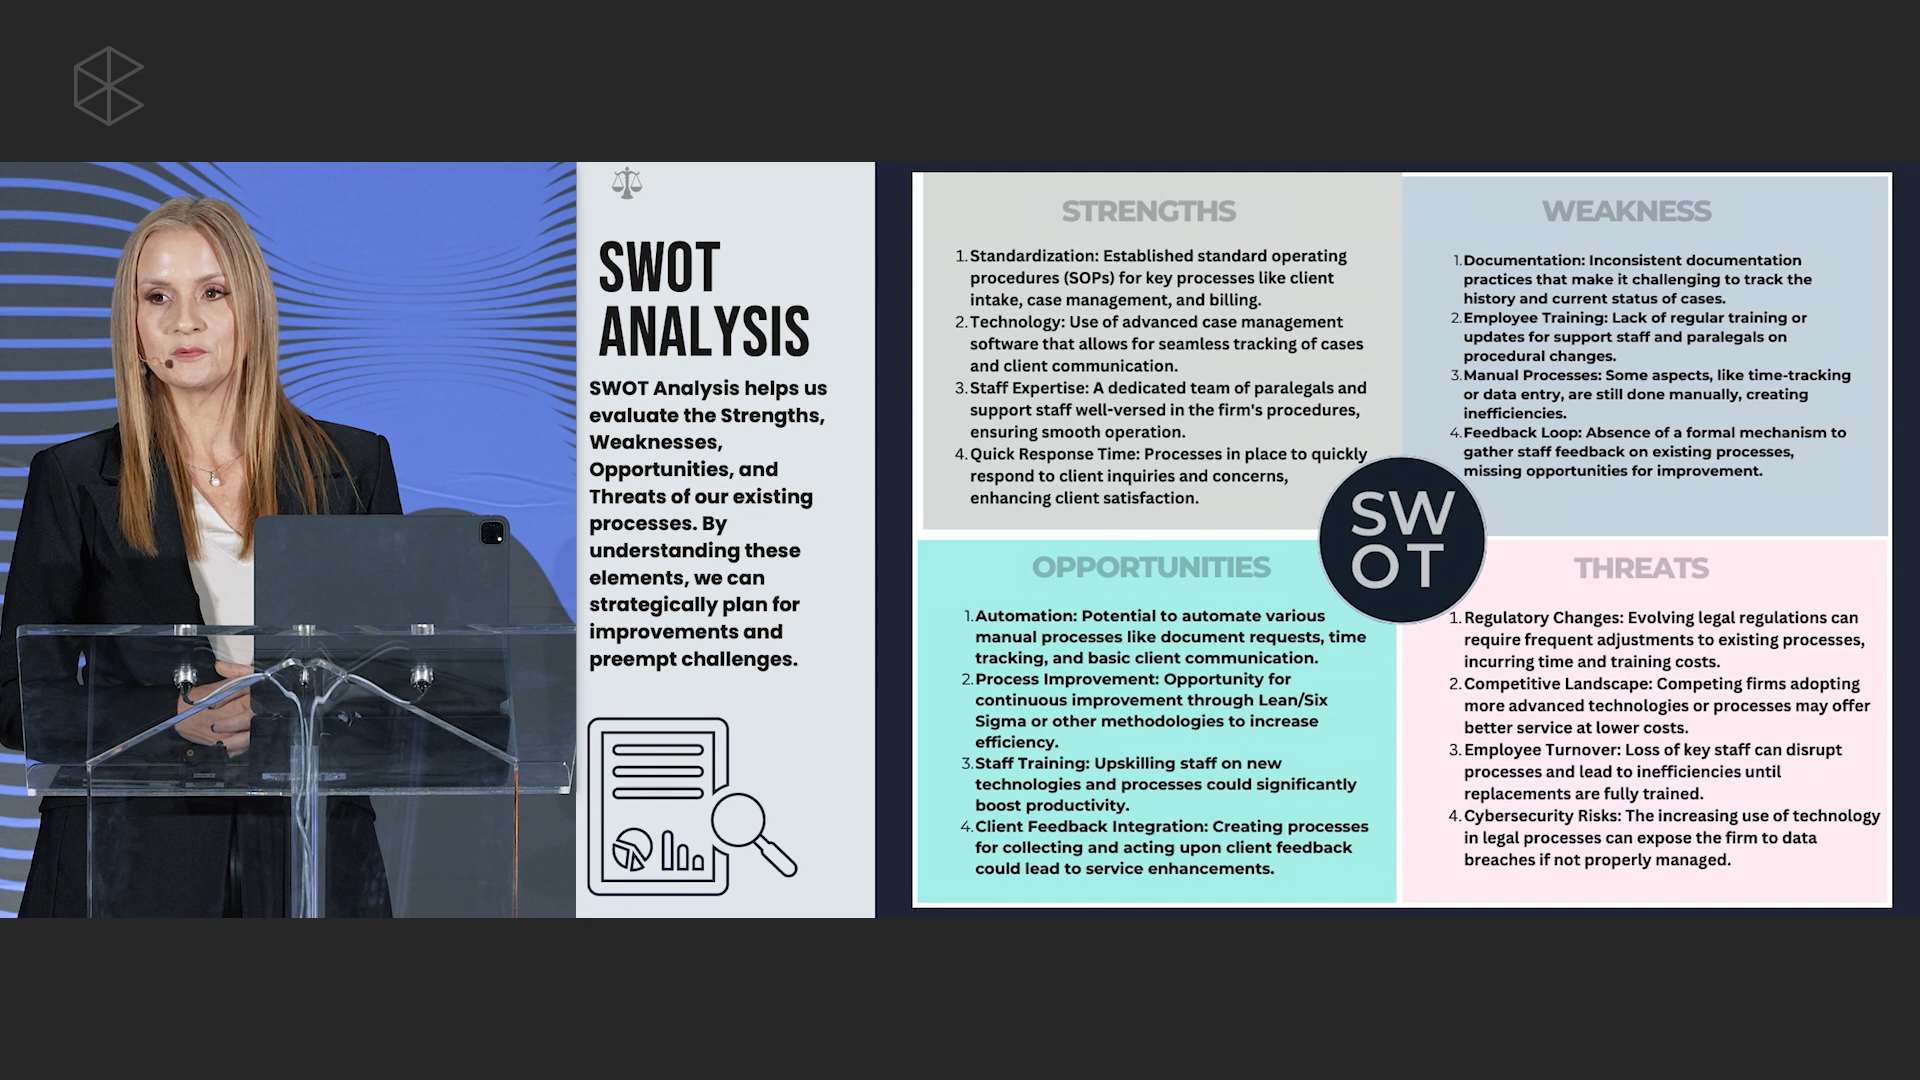 SWOT
ANALYSIS
SWOT Analysis helps us
evaluate the Strengths,
Weaknesses,
Opportunities, and
Threats of our existing
processes. By
understanding these
elements, we can
strategically plan for
improvements and
preempt challenges.
STRENGTHS
1. Standardization: Established standard operating
procedures (SOPs) for key processes like client
intake, case management, and billing.
2. Technology: Use of advanced case management
software that allows for seamless tracking of cases
and client communication.
3. Staff Expertise: A dedicated team of paralegals and
support staff well-versed in the firm's procedures,
ensuring smooth operation.
4. Quick Response Time: Processes in place to quickly
respond to client inquiries and concerns,
enhancing client satisfaction.
WEAKNESS
1. Documentation: Inconsistent documentation
practices that make it challenging to track the
history and current status of cases.
2. Employee Training: Lack of regular training or
updates for support staff and paralegals on
procedural changes.
3. Manual Processes: Some aspects, like time-tracking
or data entry, are still done manually, creating
inefficiencies.
4. Feedback Loop: Absence of a formal mechanism to
gather staff feedback on existing processes,
missing opportunities for improvement.
SW
OT
OPPORTUNITIES
1. Automation: Potential to automate various
manual processes like document requests, time
tracking, and basic client communication.
2. Process Improvement: Opportunity for
continuous improvement through Lean/Six
Sigma or other methodologies to increase
efficiency.
3. Staff Training: Upskilling staff on new
technologies and processes could significantly
boost productivity.
4. Client Feedback Integration: Creating processes
for collecting and acting upon client feedback
could lead to service enhancements.
THREATS
1. Regulatory Changes: Evolving legal regulations can
require frequent adjustments to existing processes,
incurring time and training costs.
2. Competitive Landscape: Competing firms adopting
more advanced technologies or processes may offer
better service at lower costs.
3. Employee Turnover: Loss of key staff can disrupt
processes and lead to inefficiencies until
replacements are fully trained.
4. Cybersecurity Risks: The increasing use of technology
in legal processes can expose the firm to data
breaches if not properly managed.